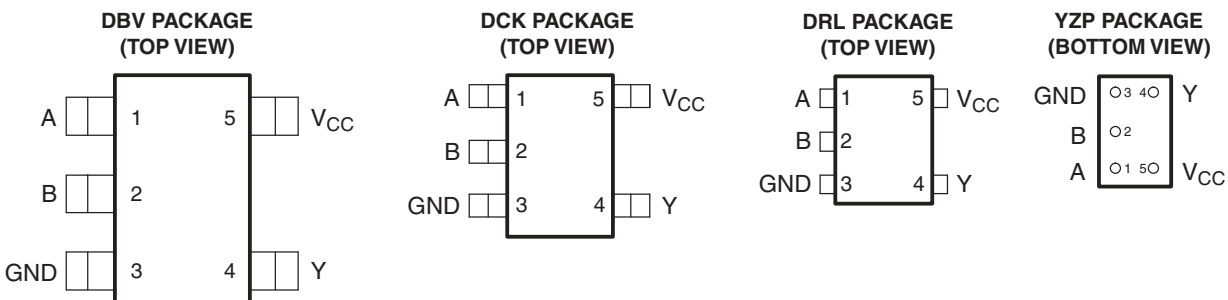 DBV PACKAGE
(TOP VIEW)
A 1 5 VCC
B 2
GND 3 4 Y
DCK PACKAGE
(TOP VIEW)
A 1 5 VCC
B 2
GND 3 4 Y
DRL PACKAGE
(TOP VIEW)
A 1 5 VCC
B 2
GND 3 4 Y
YZP PACKAGE
(BOTTOM VIEW)
GND 3 4 Y
B 2
A 1 5 VCC